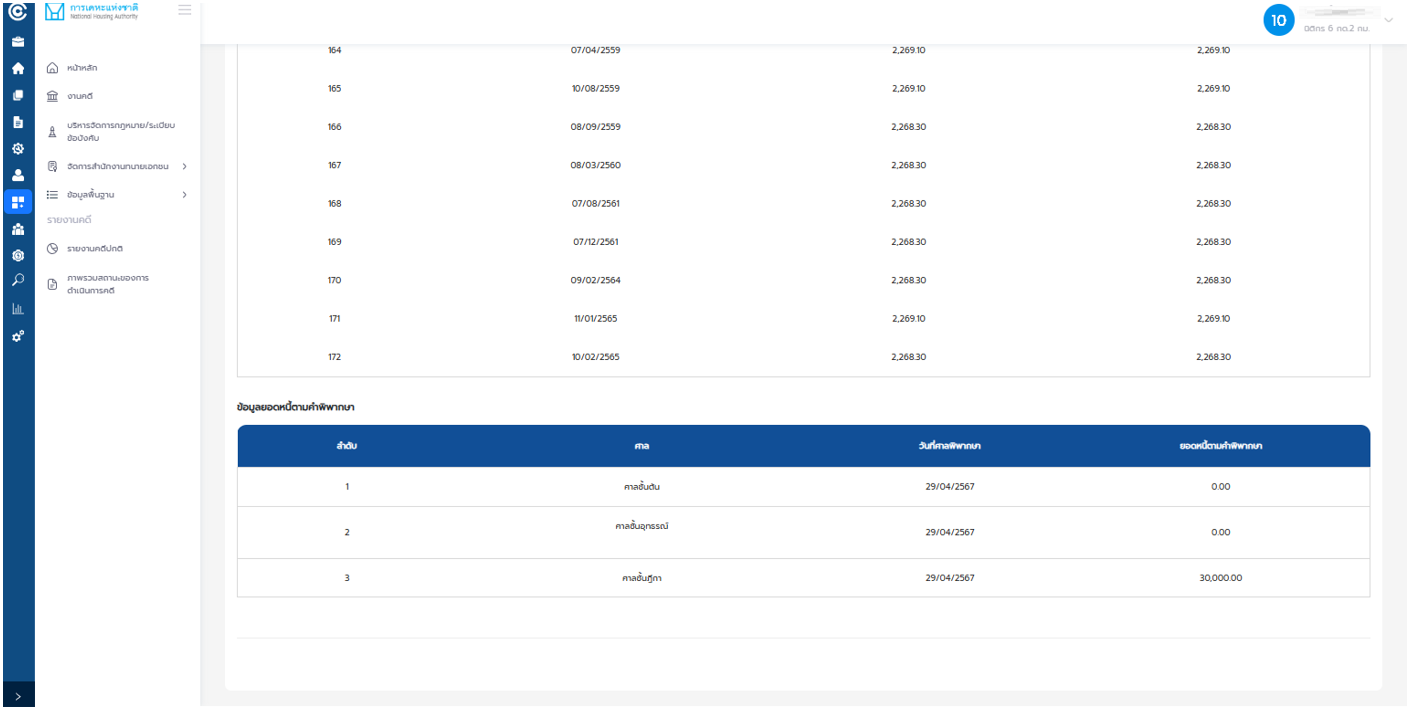 การเคหะแห่งชาติ
National Housing Authority
10
นิติกร 6 กด.2 กม.
หน้าหลัก
งานคดี
บริหารจัดการกฎหมาย/ระเบียบ
ข้อบังคับ
จัดการสำนักงานทนายเอกชน
ข้อมูลพื้นฐาน
รายงานคดี
รายงานคดีปกติ
ภาพรวมสถานะของการ
ดำเนินการคดี
164 07/04/2559 2,269.10 2,269.10
165 10/08/2559 2,269.10 2,269.10
166 08/09/2559 2,268.30 2,268.30
167 08/03/2560 2,268.30 2,268.30
168 07/08/2561 2,268.30 2,268.30
169 07/12/2561 2,268.30 2,268.30
170 09/02/2564 2,268.30 2,268.30
171 11/01/2565 2,269.10 2,269.10
172 10/02/2565 2,268.30 2,268.30
ข้อมูลยอดหนี้ตามคำพิพากษา
ลำดับ ศาล วันที่ศาลพิพากษา ยอดหนี้ตามคำพิพากษา
1 ศาลชั้นต้น 29/04/2567 0.00
2 ศาลชั้นอุทธรณ์ 29/04/2567 0.00
3 ศาลชั้นฎีกา 29/04/2567 30,000.00